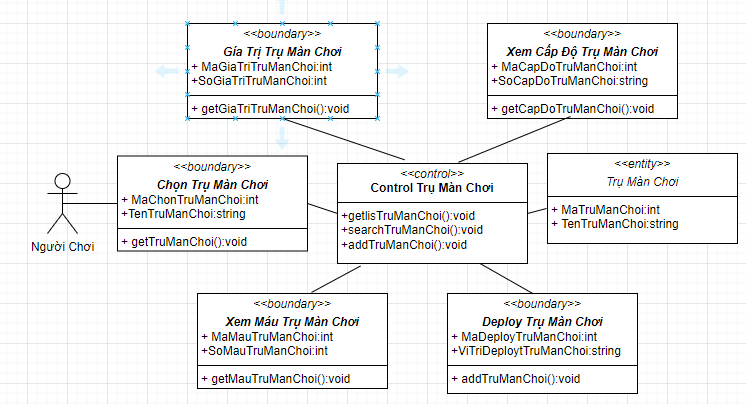 <<boundary>>
Gía Trị Trụ Màn Chơi
+ MaGiaTriTruManChoi:int
+SoGiaTriTruManChoi:int
+ getGiaTriTruManChoi():void
<<boundary>>
Xem Cấp Độ Trụ Màn Chơi
+ MaCapDoTruManChoi:int
+SoCapDoTruManChoi:string
+ getCapDoTruManChoi():void
<<boundary>>
Chọn Trụ Màn Chơi
+ MaChonTruManChoi:int
+TenTruManChoi:string
+ getTruManChoi():void
Người Chơi
<<control>>
Control Trụ Màn Chơi
+getlisTruManChoi():void
+searchTruManChoi():void
+addTruManChoi():void
<<entity>>
Trụ Màn Chơi
+ MaTruManChoi:int
+ TenTruManChoi:string
<<boundary>>
Xem Máu Trụ Màn Chơi
+ MaMauTruManChoi:int
+SoMauTruManChoi:int
+ getMauTruManChoi():void
<<boundary>>
Deploy Trụ Màn Chơi
+ MaDeployTruManChoi:int
+ViTriDeploytTruManChoi:string
+ addTruManChoi():void